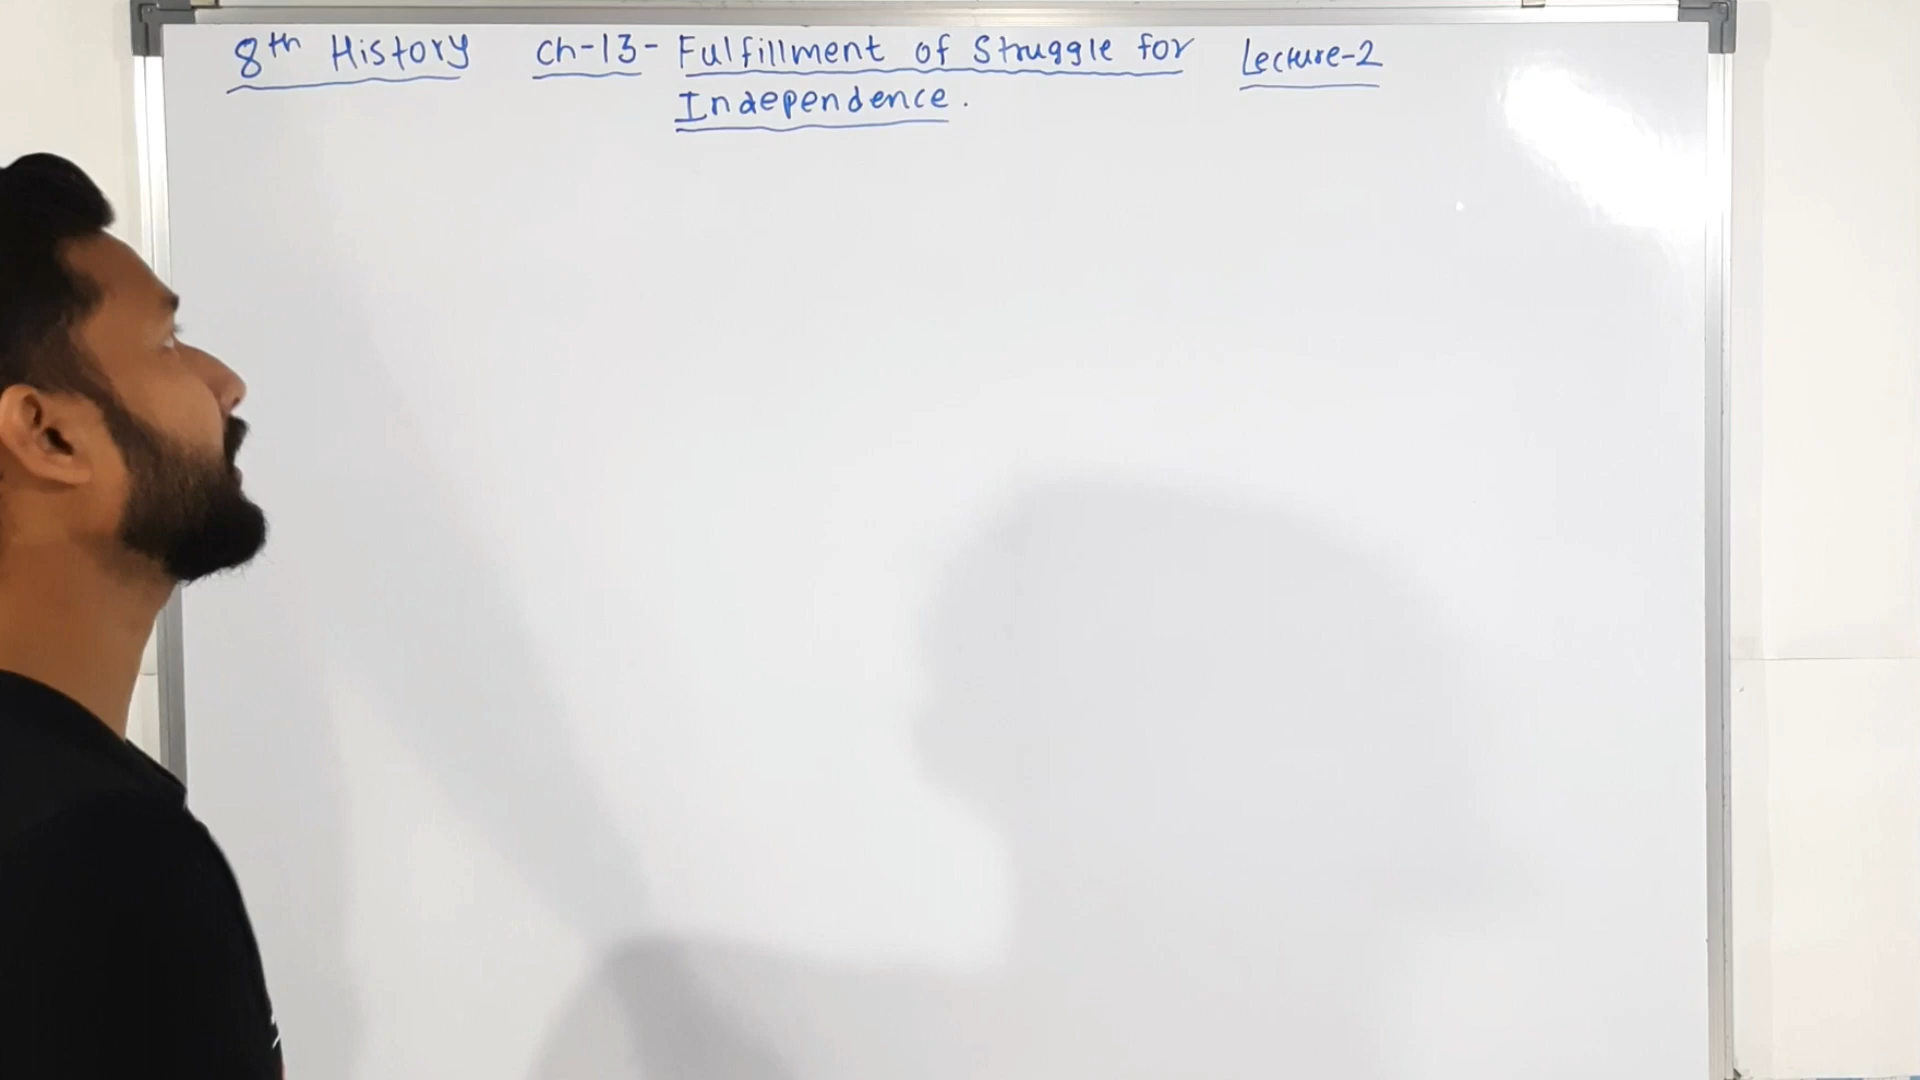 8th History Ch-13- Fulfillment of Struggle for Lecture-2
Independence.